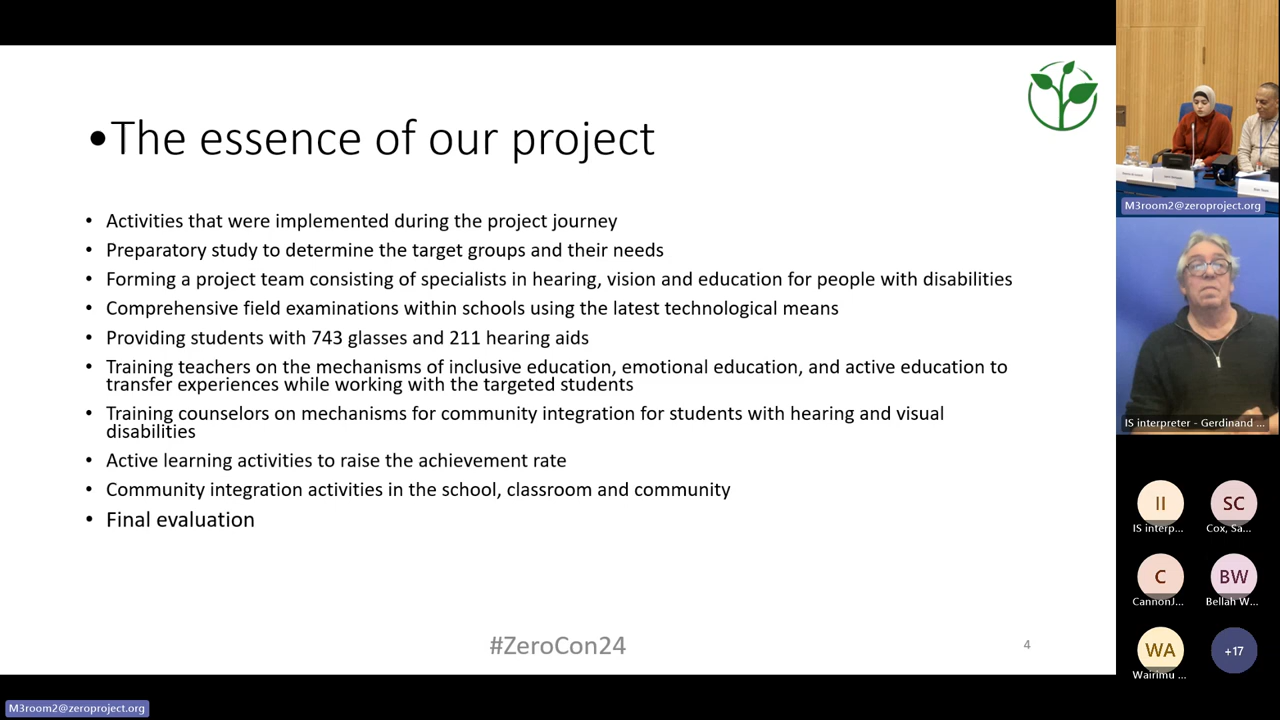 •The essence of our project
• Activities that were implemented during the project journey
• Preparatory study to determine the target groups and their needs
• Forming a project team consisting of specialists in hearing, vision and education for people with disabilities
• Comprehensive field examinations within schools using the latest technological means
• Providing students with 743 glasses and 211 hearing aids
• Training teachers on the mechanisms of inclusive education, emotional education, and active education to
transfer experiences while working with the targeted students
• Training counselors on mechanisms for community integration for students with hearing and visual
disabilities
• Active learning activities to raise the achievement rate
• Community integration activities in the school, classroom and community
• Final evaluation
#ZeroCon24
4
M3room2@zeroproject.org
IS interpreter - Gerdinand ...
II
IS interp...
SC
Cox, Sa...
C
CannonJ...
BW
Bellah W...
WA
Wairimu ...
+17
M3room2@zeroproject.org